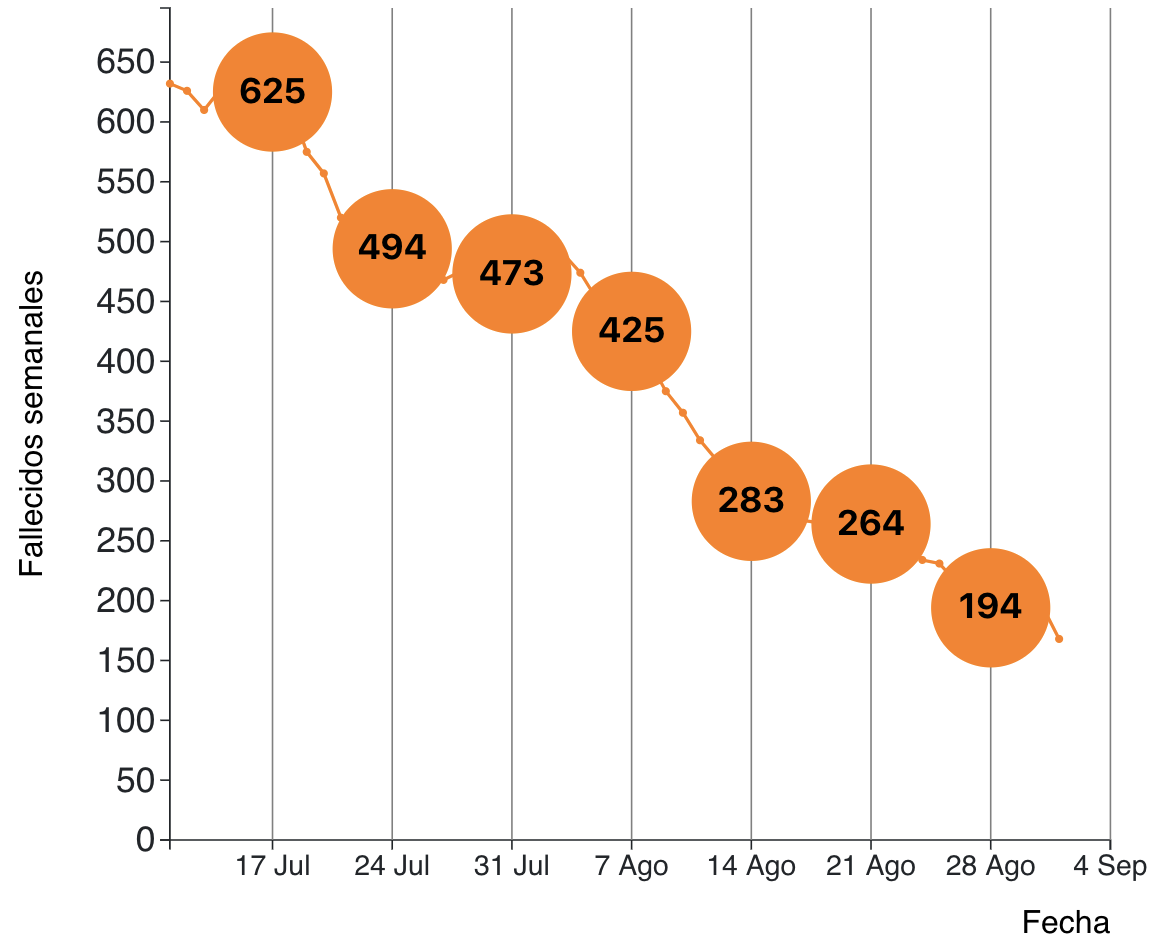 650
600
550
500
450
400
350
300
250
200
150
100
50
0
Fallecidos semanales
625
494
473
425
283
264
194
17 Jul
24 Jul
31 Jul
7 Ago
14 Ago
21 Ago
28 Ago
4 Sep
Fecha